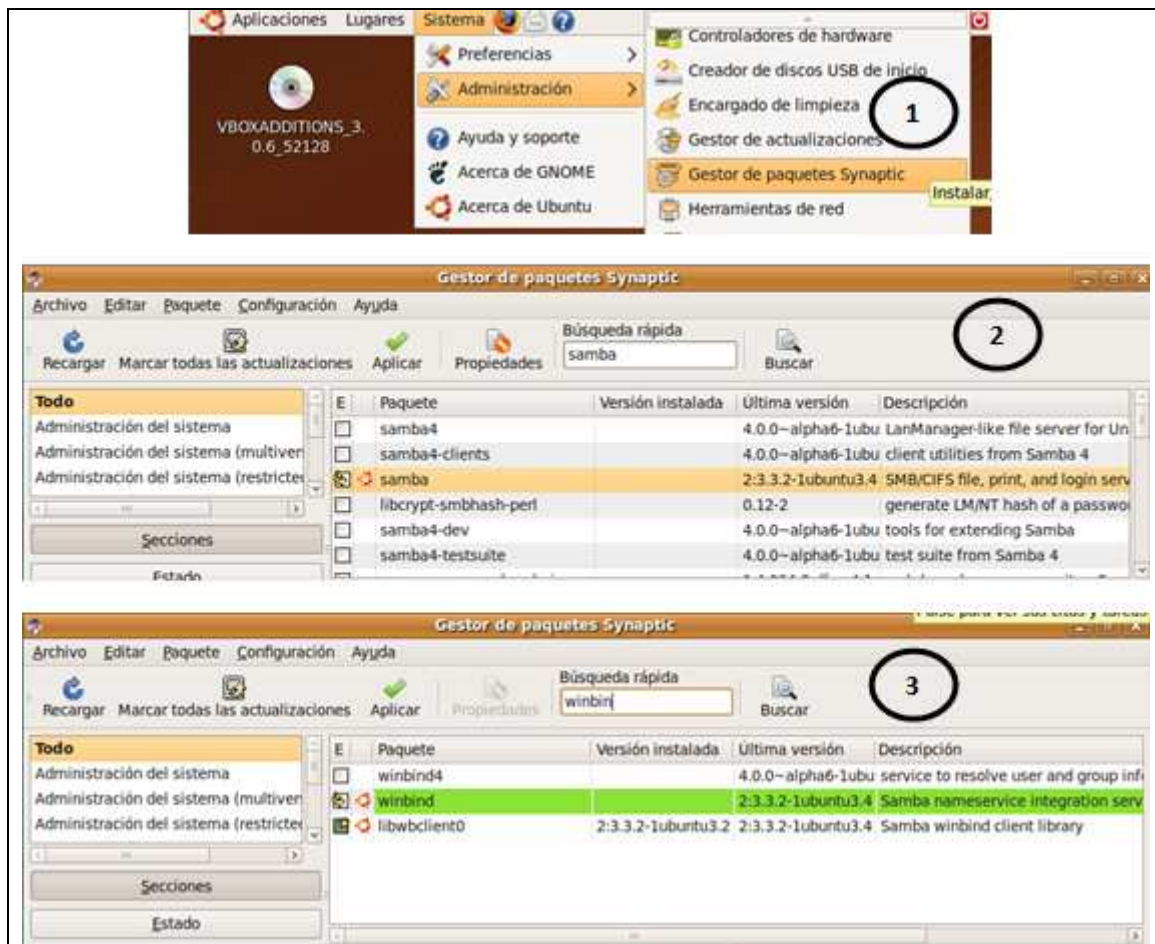 Aplicaciones Lugares Sistema
Preferencias
Administración
Ayuda y soporte
Acerca de GNOME
Acerca de Ubuntu
VBOXADDITIONS_3.
0.6_52128
Controladores de hardware
Creador de discos USB de inicio
Encargado de limpieza
Gestor de actualizaciones
Gestor de paquetes Synaptic
Instalar,
Herramientas de red
1
Gestor de paquetes Synaptic
Archivo Editar Paquete Configuración Ayuda
Recargar Marcar todas las actualizaciones Aplicar Propiedades Búsqueda rápida Buscar
samba
2
Todo
Administración del sistema
Administración del sistema (multiver
Administración del sistema (restricte
Secciones
Estado
E Paquete Versión instalada Última versión Descripción
samba4 4.0.0~alpha6-1ubu LanManager-like file server for Un
samba4-clients 4.0.0~alpha6-1ubu client utilities from Samba 4
samba 2:3.3.2-1ubuntu3.4 SMB/CIFS file, print, and login serv
libcrypt-smbhash-perl 0.12-2 generate LM/NT hash of a passwo
samba4-dev 4.0.0~alpha6-1ubu tools for extending Samba
samba4-testsuite 4.0.0~alpha6-1ubu test suite from Samba 4
Gestor de paquetes Synaptic
Archivo Editar Paquete Configuración Ayuda
Recargar Marcar todas las actualizaciones Aplicar Propiedades Búsqueda rápida Buscar
winbin
3
Todo
Administración del sistema
Administración del sistema (multiver
Administración del sistema (restricte
Secciones
Estado
E Paquete Versión instalada Última versión Descripción
winbind4 4.0.0~alpha6-1ubu service to resolve user and group inf
winbind 2:3.3.2-1ubuntu3.4 Samba nameservice integration serv
libwbclient0 2:3.3.2-1ubuntu3.2 2:3.3.2-1ubuntu3.4 Samba winbind client library